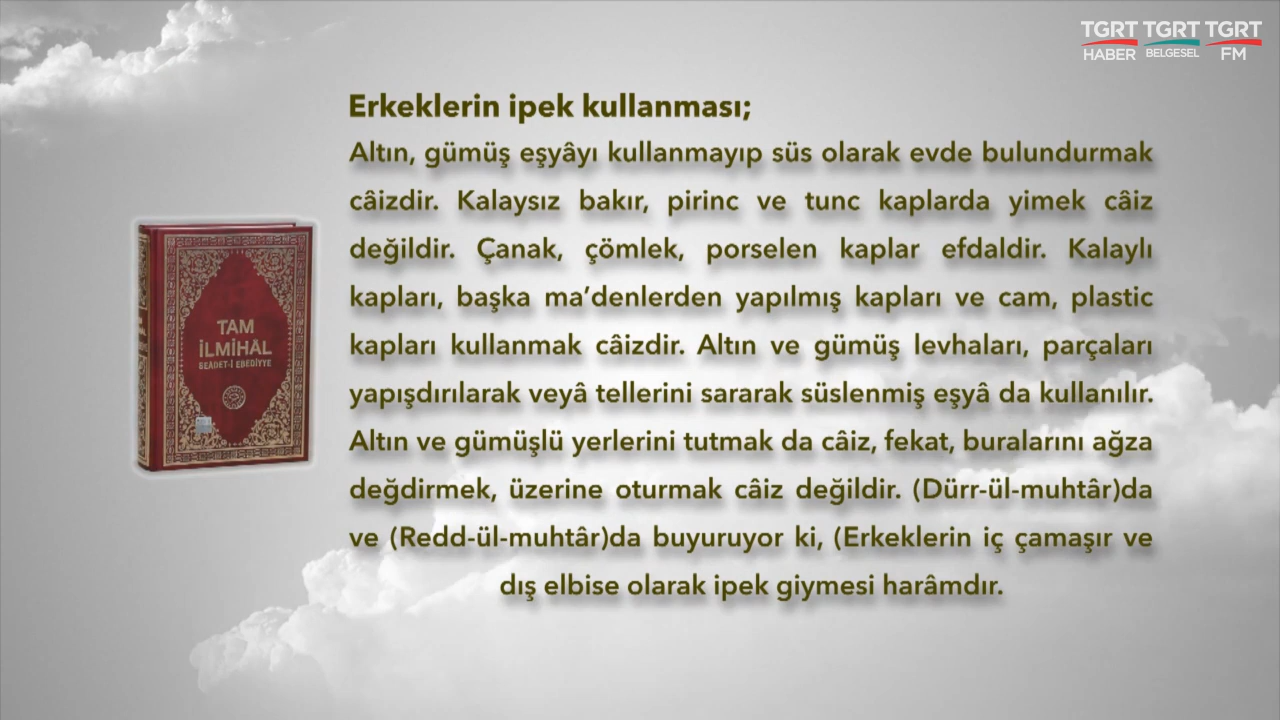 TGRT TGRT TGRT
HABER BELGESEL FM
Erkeklerin ipek kullanması;
Altın, gümüş eşyâyı kullanmayıp süs olarak evde bulundurmak
câizdir. Kalaysız bakır, pirinc ve tunc kaplarda yimek câiz
değildir. Çanak, çömlek, porselen kaplar efdaldir. Kalaylı
kapları, başka ma’denlerden yapılmış kapları ve cam, plastic
kapları kullanmak câizdir. Altın ve gümüş levhaları, parçaları
yapışdırılarak veyâ tellerini sararak süslenmiş eşyâ da kullanılır.
Altın ve gümüşlü yerlerini tutmak da câiz, fekat, buralarını ağza
değdirmek, üzerine oturmak câiz değildir. (Dürr-ül-muhtâr)da
ve (Redd-ül-muhtâr)da buyuruyor ki, (Erkeklerin iç çamaşır ve
dış elbise olarak ipek giymesi harâmdır.
TAM
İLMİHÂL
SEADET-İ EBEDİYYE